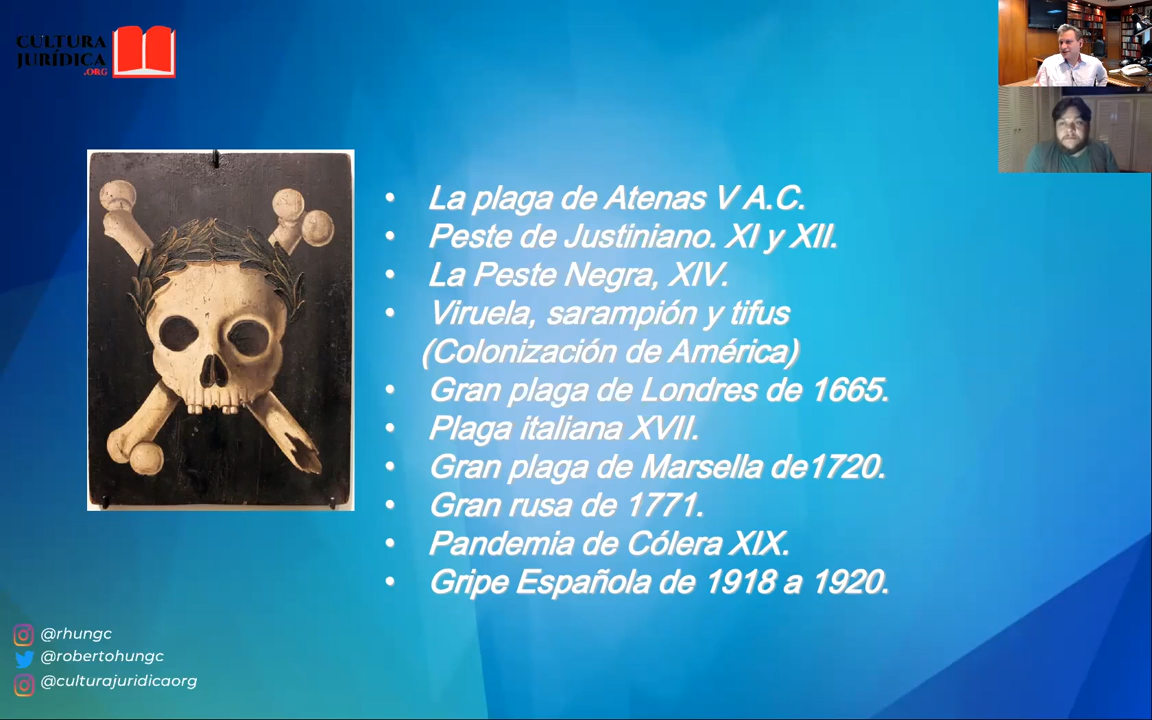 CULTURA
JURÍDICA
.ORG
• La plaga de Atenas V A.C.
• Peste de Justiniano. XI y XII.
• La Peste Negra, XIV.
• Viruela, sarampión y tifus
(Colonización de América)
• Gran plaga de Londres de 1665.
• Plaga italiana XVII.
• Gran plaga de Marsella de1720.
• Gran rusa de 1771.
• Pandemia de Cólera XIX.
• Gripe Española de 1918 a 1920.
@rhungc
@robertohungc
@culturajuridicaorg